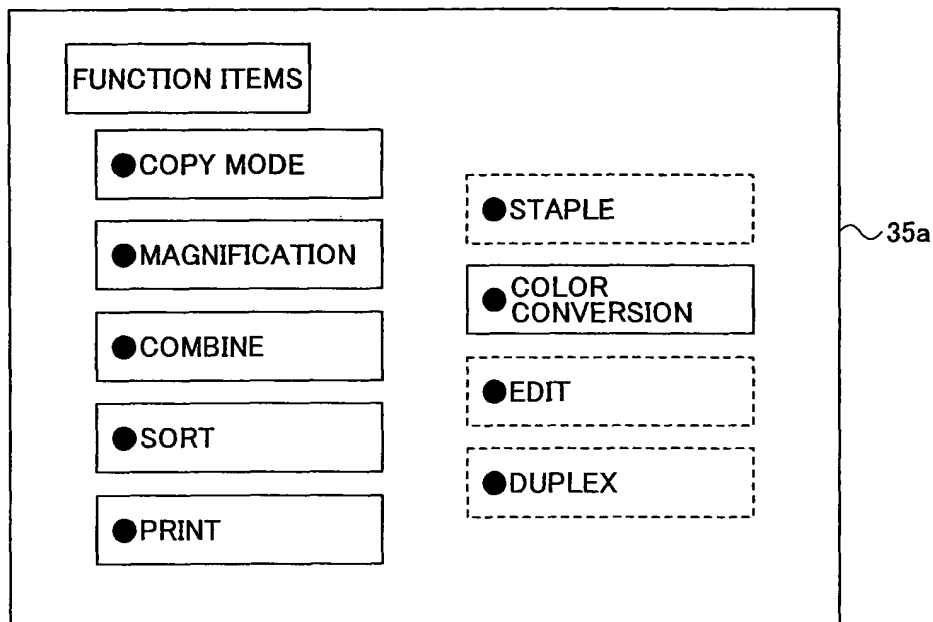 FUNCTION ITEMS
●COPY MODE
●MAGNIFICATION
●COMBINE
●SORT
●PRINT
●STAPLE
●COLOR
CONVERSION
●EDIT
●DUPLEX
35a